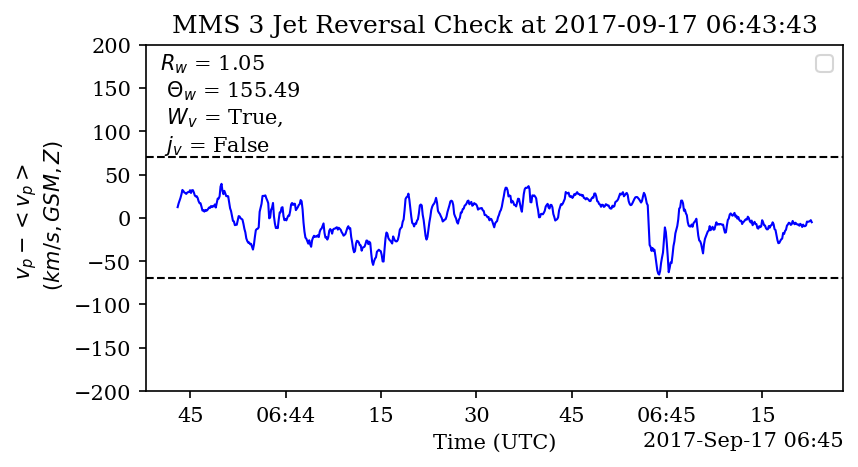 MMS 3 Jet Reversal Check at 2017-09-17 06:43:43
R_w = 1.05
Θ_w = 155.49
W_v = True,
j_v = False
v_p − < v_p >
(km/s, GSM, Z)
200
150
100
50
0
−50
−100
−150
−200
45 06:44 15 30 45 06:45 15
Time (UTC) 2017-Sep-17 06:45